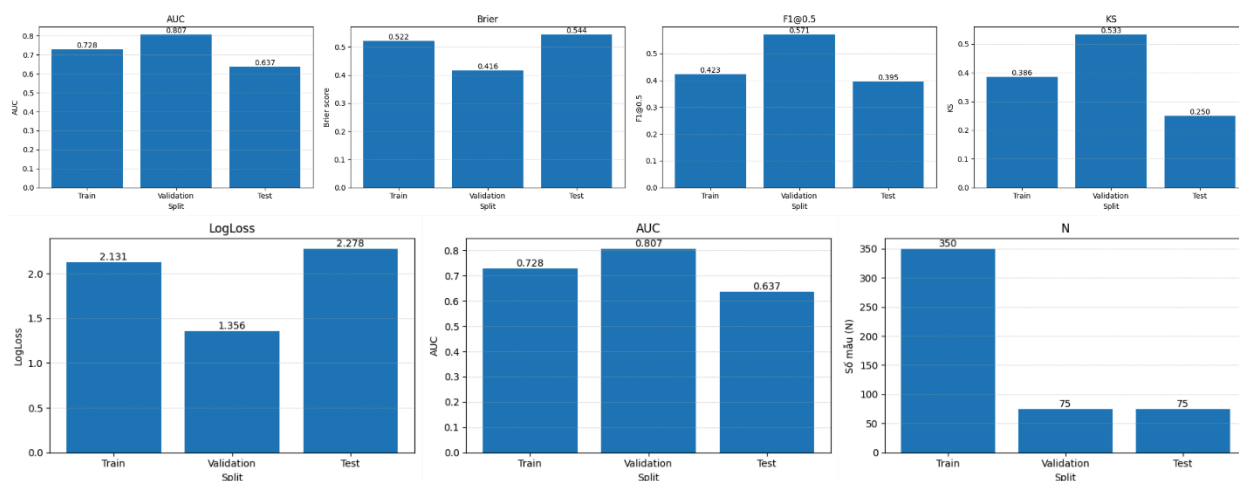 AUC
0.8
0.7
0.6
0.5
0.4
0.3
0.2
0.1
0.0
AUC
0.728
0.807
0.637
Train
Validation
Test
Split
Brier
0.5
0.4
0.3
0.2
0.1
0.0
Brier score
0.522
0.416
0.544
Train
Validation
Test
Split
F1@0.5
0.5
0.4
0.3
0.2
0.1
0.0
F1@0.5
0.423
0.571
0.395
Train
Validation
Test
Split
KS
0.5
0.4
0.3
0.2
0.1
0.0
KS
0.386
0.533
0.250
Train
Validation
Test
Split
LogLoss
2.0
1.5
1.0
0.5
0.0
LogLoss
2.131
1.356
2.278
Train
Validation
Test
Split
AUC
0.8
0.7
0.6
0.5
0.4
0.3
0.2
0.1
0.0
AUC
0.728
0.807
0.637
Train
Validation
Test
Split
N
350
300
250
200
150
100
50
0
Số mẫu (N)
350
75
75
Train
Validation
Test
Split